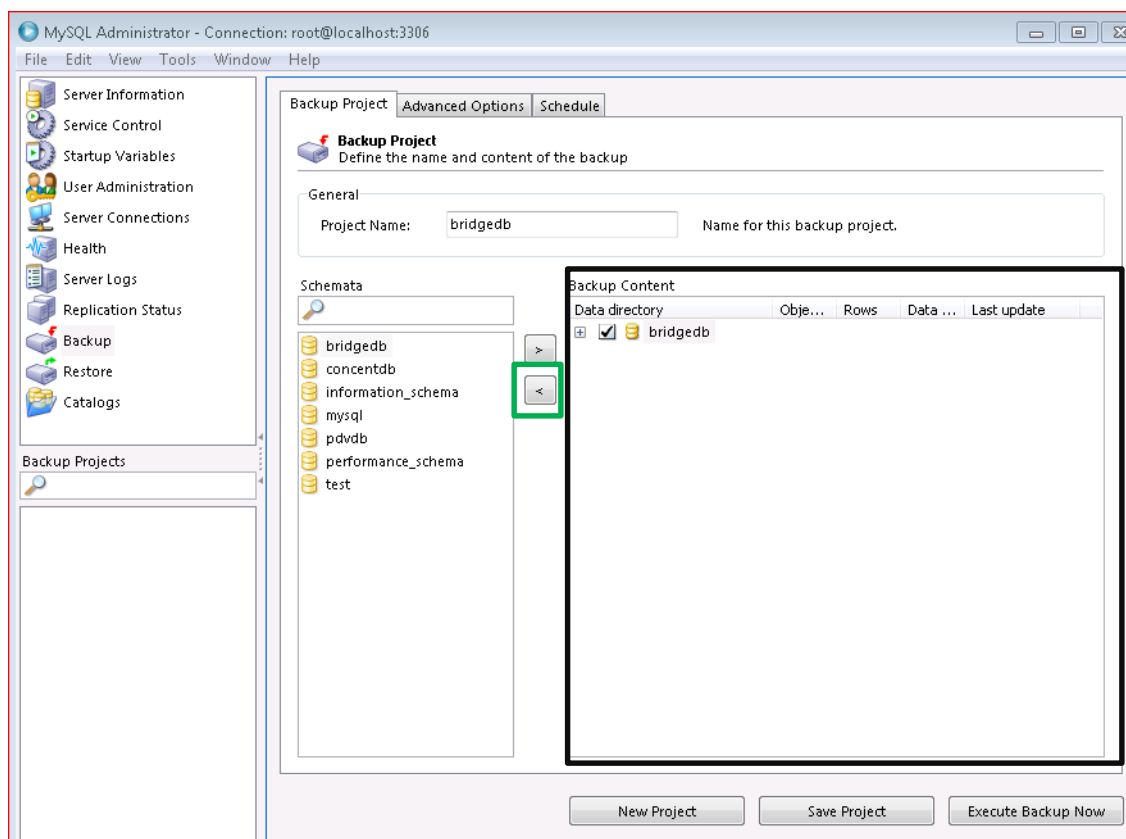 MySQL Administrator - Connection: root@localhost:3306
File Edit View Tools Window Help
Server Information
Service Control
Startup Variables
User Administration
Server Connections
Health
Server Logs
Replication Status
Backup
Restore
Catalogs
Backup Projects
Backup Project Advanced Options Schedule
Backup Project
Define the name and content of the backup
General
Project Name: bridgedb Name for this backup project.
Schemata
bridgedb
concentdb
information_schema
mysql
pdvdb
performance_schema
test
>
<
Backup Content
Data directory Obje... Rows Data ... Last update
bridgedb
New Project Save Project Execute Backup Now